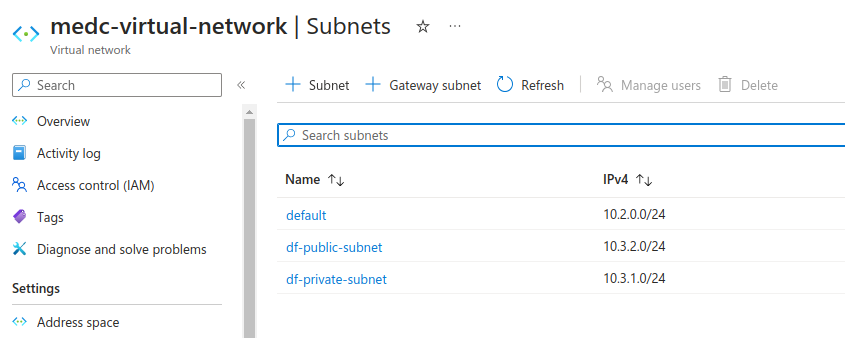 medc-virtual-network | Subnets ☆ ···
Virtual network
Search «
+ Subnet + Gateway subnet Refresh Manage users Delete
Overview
Activity log
Access control (IAM)
Tags
Diagnose and solve problems
Settings
Address space
Search subnets
Name ↑↓ IPv4 ↑↓
default 10.2.0.0/24
df-public-subnet 10.3.2.0/24
df-private-subnet 10.3.1.0/24